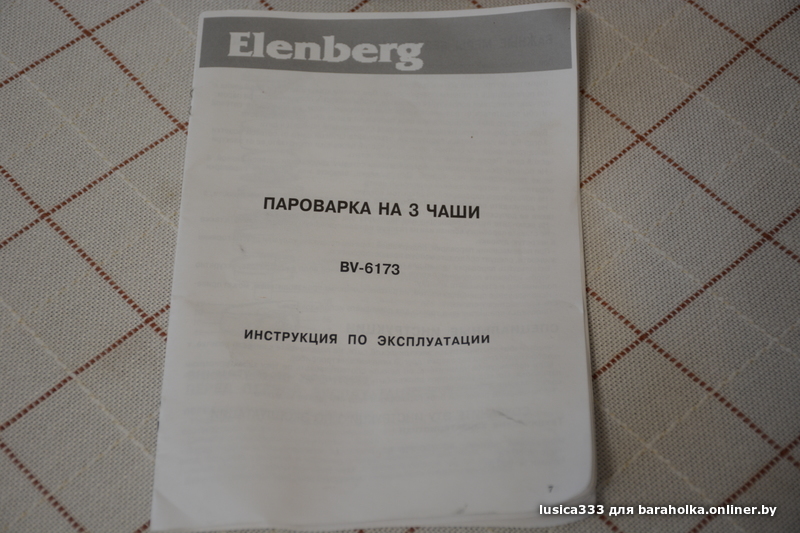 Elenberg
ПАРОВАРКА НА 3 ЧАШИ
BV-6173
ИНСТРУКЦИЯ ПО ЭКСПЛУАТАЦИИ
lusica333 для baraholka.onliner.by